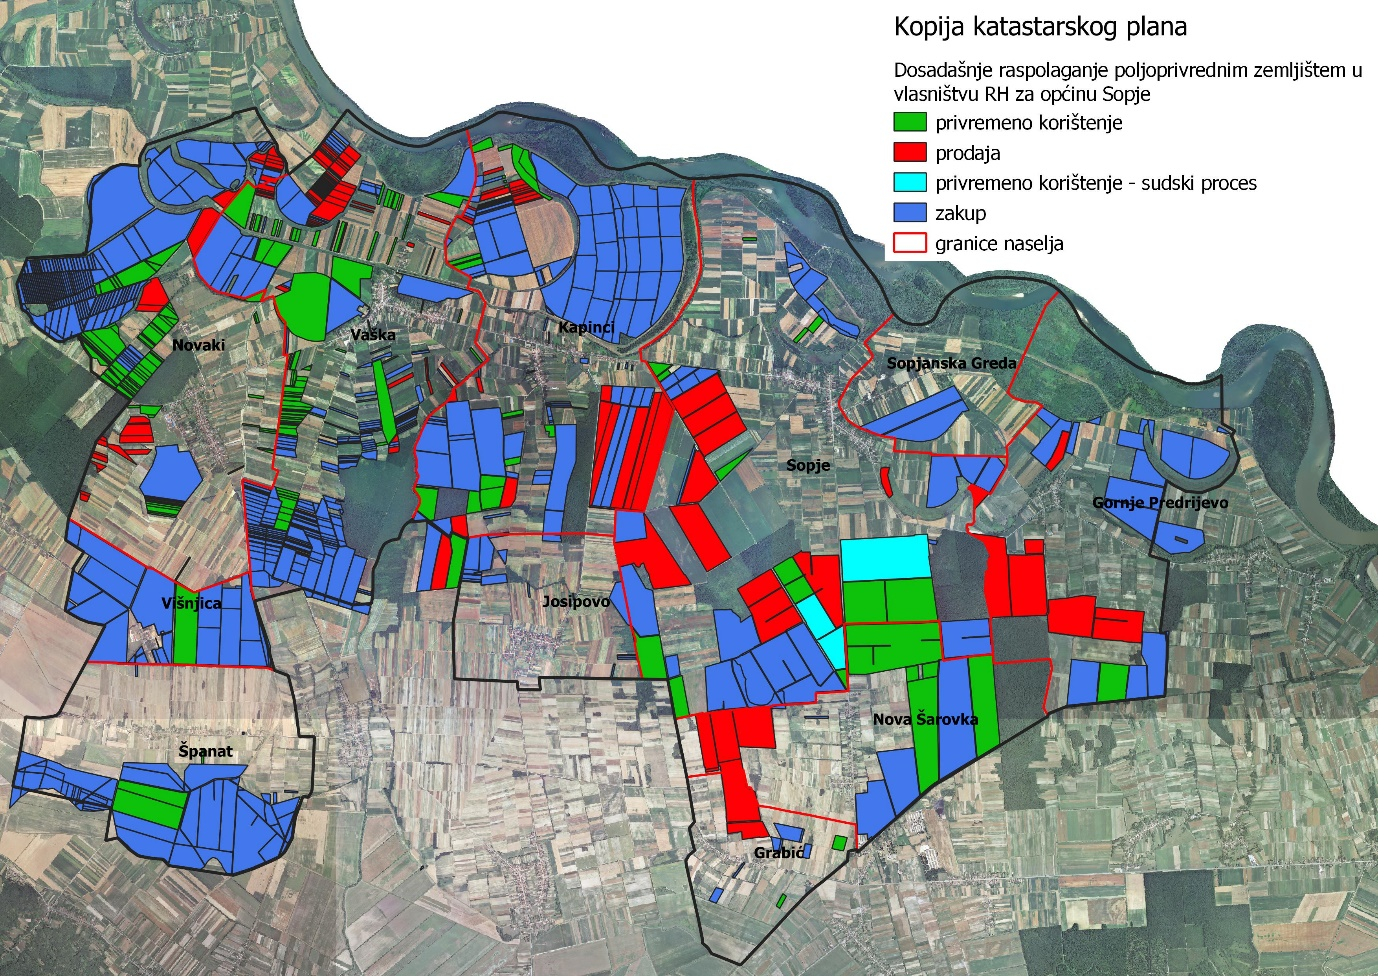 Kopija katastarskog plana
Dosadašnje raspolaganje poljoprivrednim zemljištem u
vlasništvu RH za općinu Sopje
privremeno korištenje
prodaja
privremeno korištenje - sudski proces
zakup
granice naselja
Kapinci
Vaška
Novaki
Sopjanska Greda
Sopje
Gornje Predrijevo
Višnjica
Josipovo
Nova Šarovka
Španat
Grabić